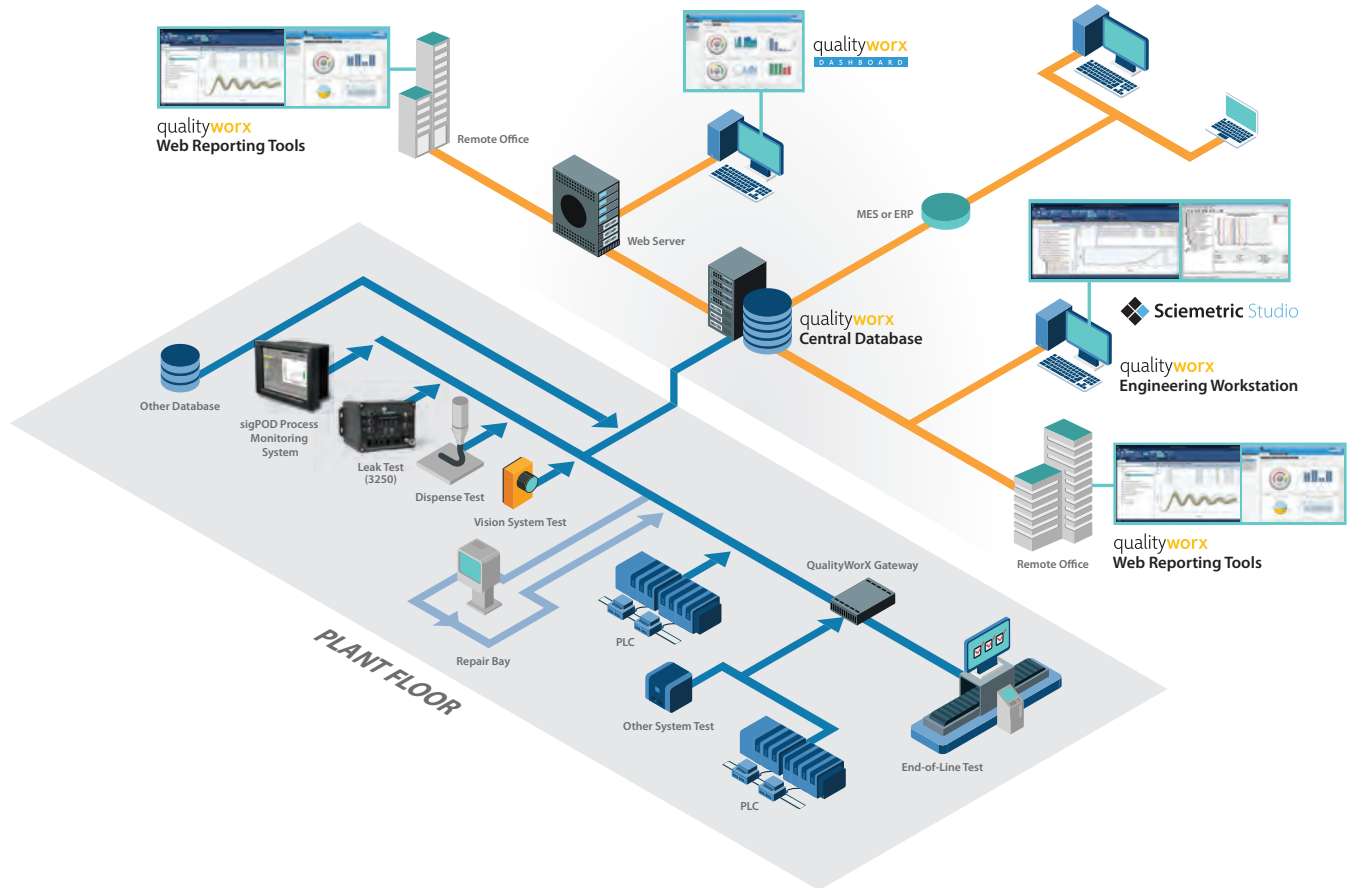 qualityworx
DASHBOARD
qualityworx
Web Reporting Tools
Remote Office
Web Server
MES or ERP
qualityworx
Central Database
Sciemetric Studio
qualityworx
Engineering Workstation
Other Database
sigPOD Process
Monitoring
System
Leak Test
(3250)
Dispense Test
Vision System Test
Remote Office
qualityworx
Web Reporting Tools
QualityWorX Gateway
PLC
Repair Bay
PLANT FLOOR
Other System Test
End-of-Line Test
PLC